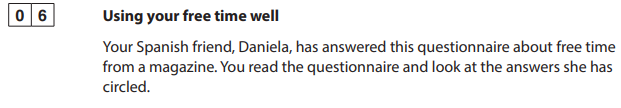 0 6 Using your free time well
Your Spanish friend, Daniela, has answered this questionnaire about free time
from a magazine. You read the questionnaire and look at the answers she has
circled.